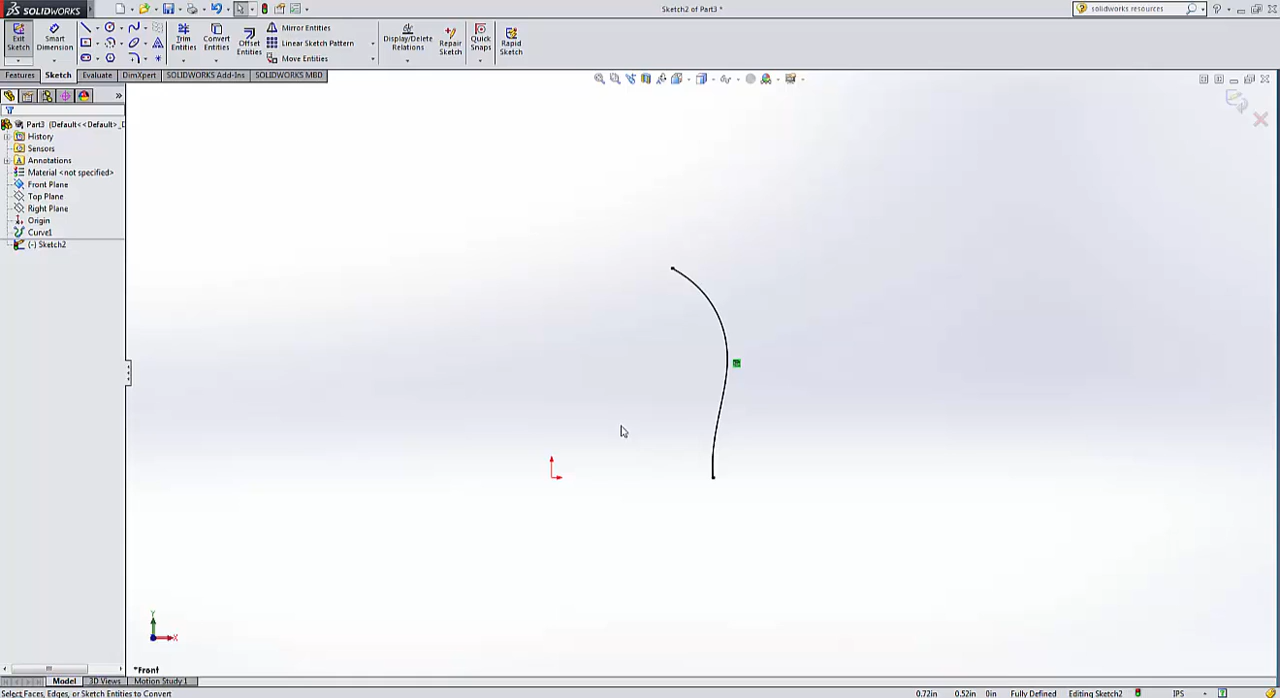 SOLIDWORKS
Sketch2 of Part3 *
solidworks resources
Exit Sketch
Smart Dimension
Trim Entities
Convert Entities
Offset Entities
Mirror Entities
Linear Sketch Pattern
Move Entities
Display/Delete Relations
Repair Sketch
Quick Snaps
Rapid Sketch
Features Sketch Evaluate DimXpert SOLIDWORKS Add-Ins SOLIDWORKS MBD
Part3 (Default<<Default>_D
History
Sensors
Annotations
Material <not specified>
Front Plane
Top Plane
Right Plane
Origin
Curve1
(-) Sketch2
Y
X
*Front
Model 3D Views Motion Study 1
Select Faces, Edges, or Sketch Entities to Convert 0.72in 0.52in 0in Fully Defined Editing Sketch2 IPS